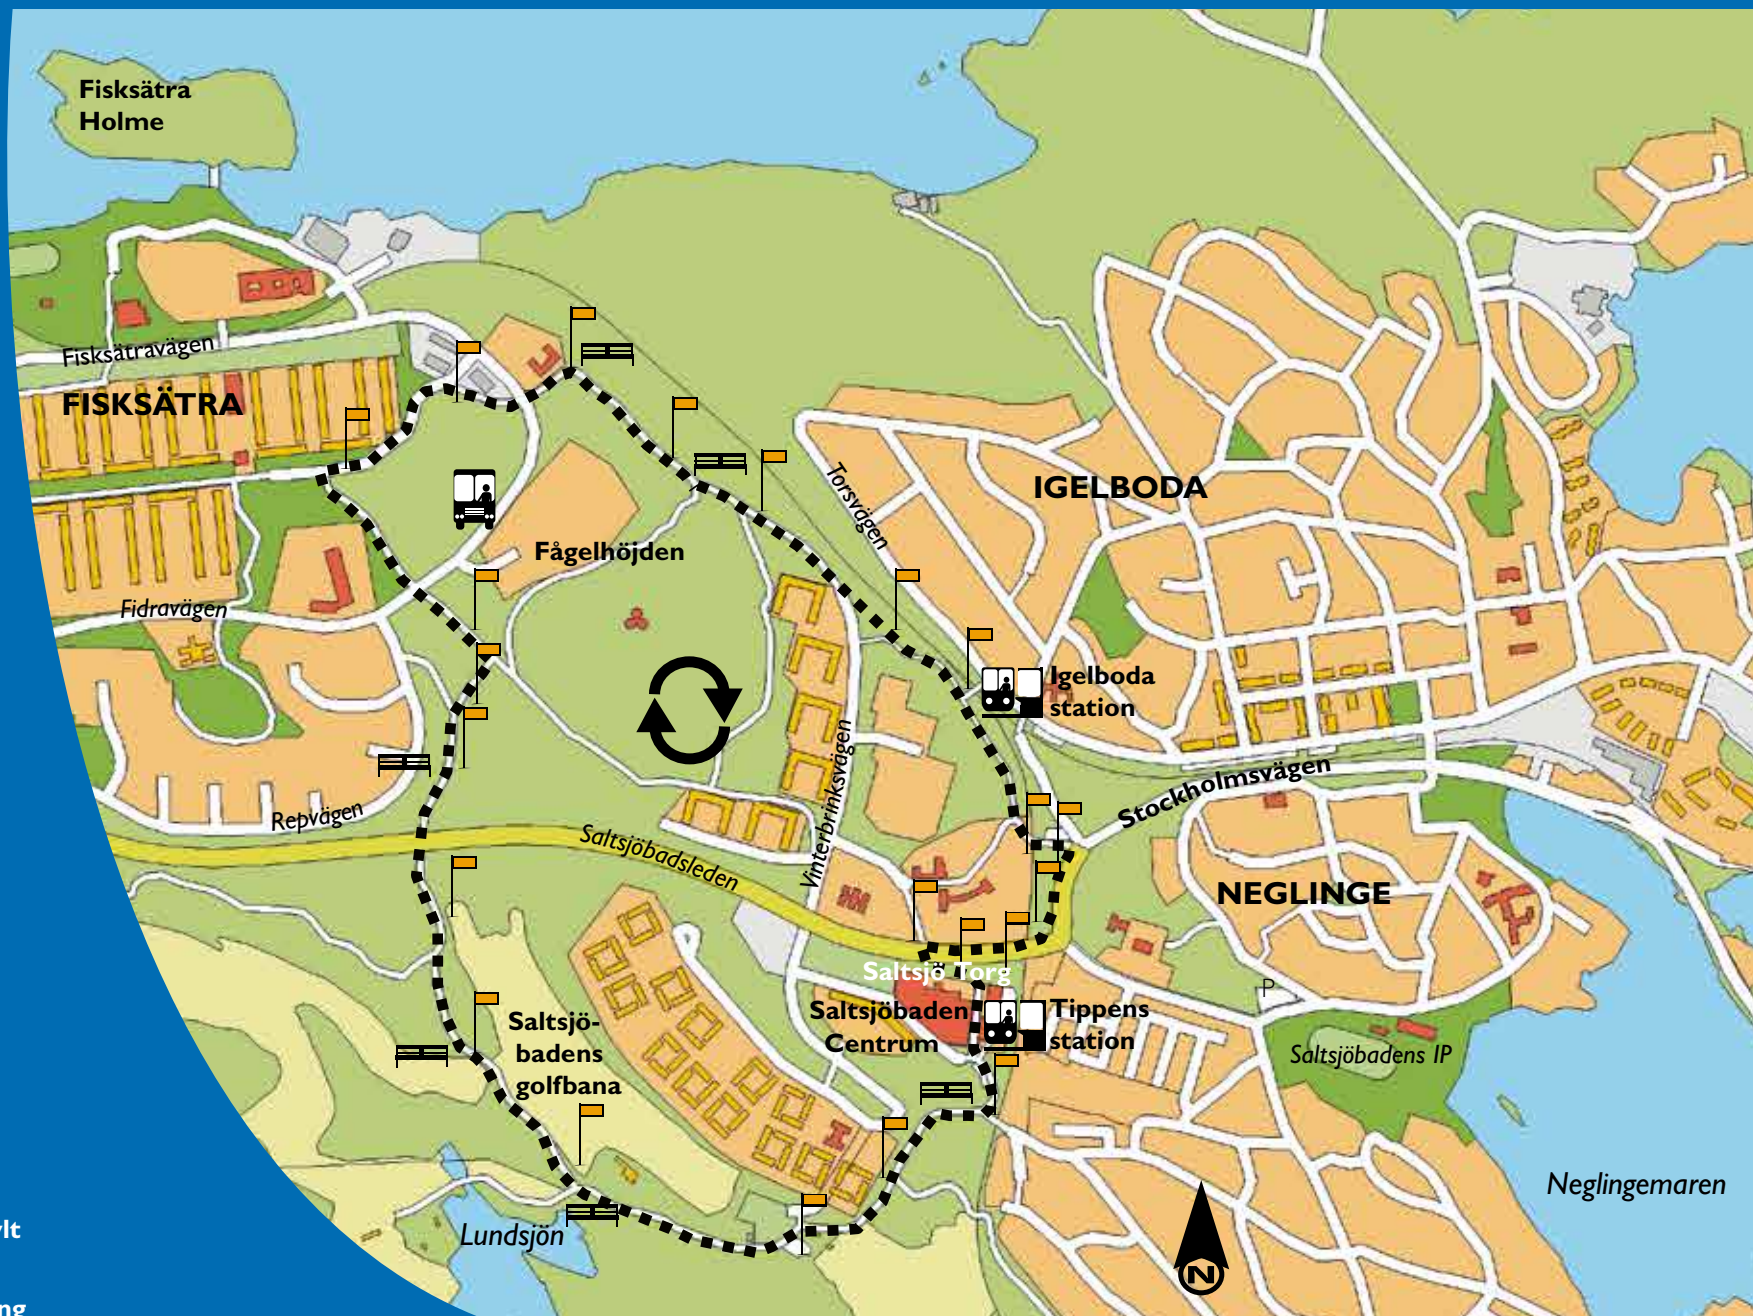 Fisksätra
Holme
Fisksätravägen
FISKSÄTRA
Torsvägen
IGELBODA
Fågelhöjden
Fidravägen
Igelboda
station
Stockholmsvägen
Repvägen
Saltsjöbadsleden
Vinterbrinksvägen
NEGLINGE
Saltsjö Torg
P
Saltsjöbaden
Centrum
Tippens
station
Saltsjö-
badens
golfbana
Saltsjöbadens IP
Neglingemaren
Lundsjön
N